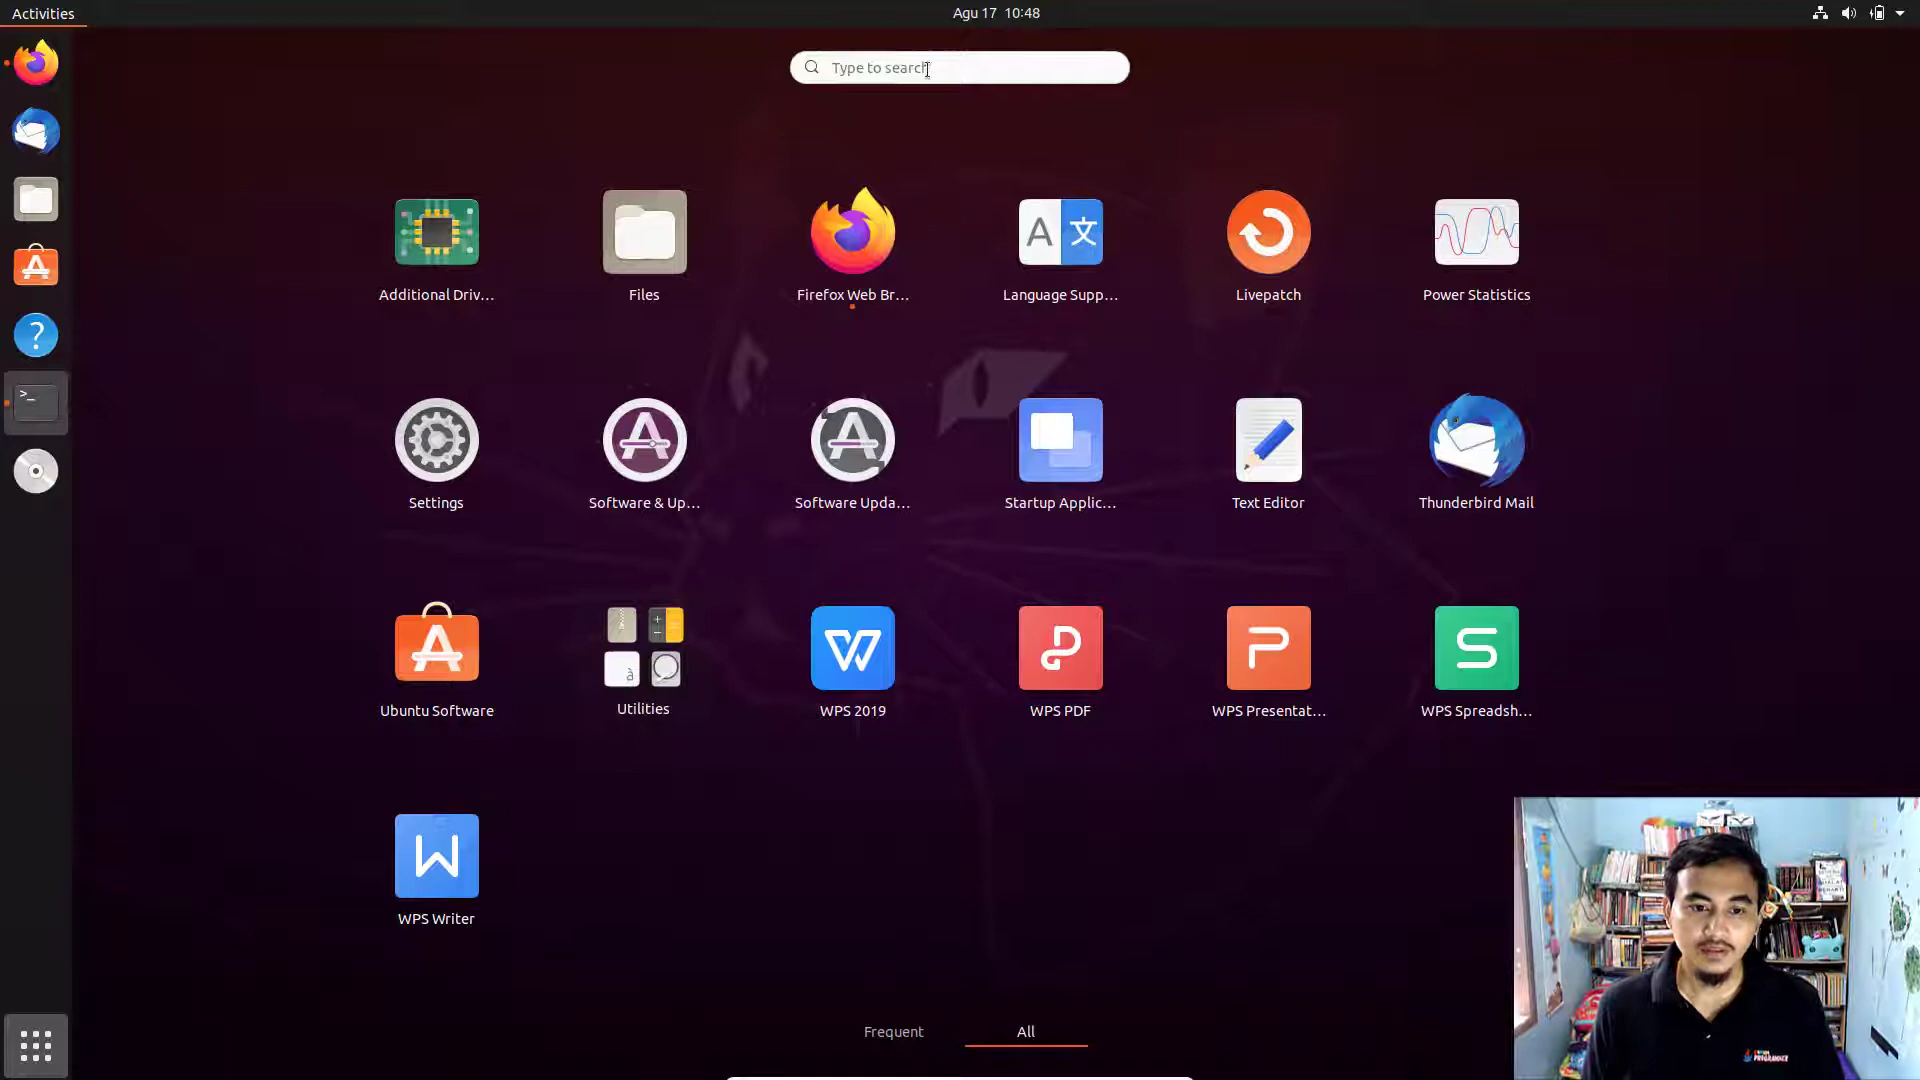 Activities
Agu 17 10:48
Type to search
Additional Driv...
Files
Firefox Web Br...
Language Supp...
Livepatch
Power Statistics
Settings
Software & Up...
Software Upda...
Startup Applic...
Text Editor
Thunderbird Mail
Ubuntu Software
Utilities
WPS 2019
WPS PDF
WPS Presentat...
WPS Spreadsh...
WPS Writer
Frequent
All